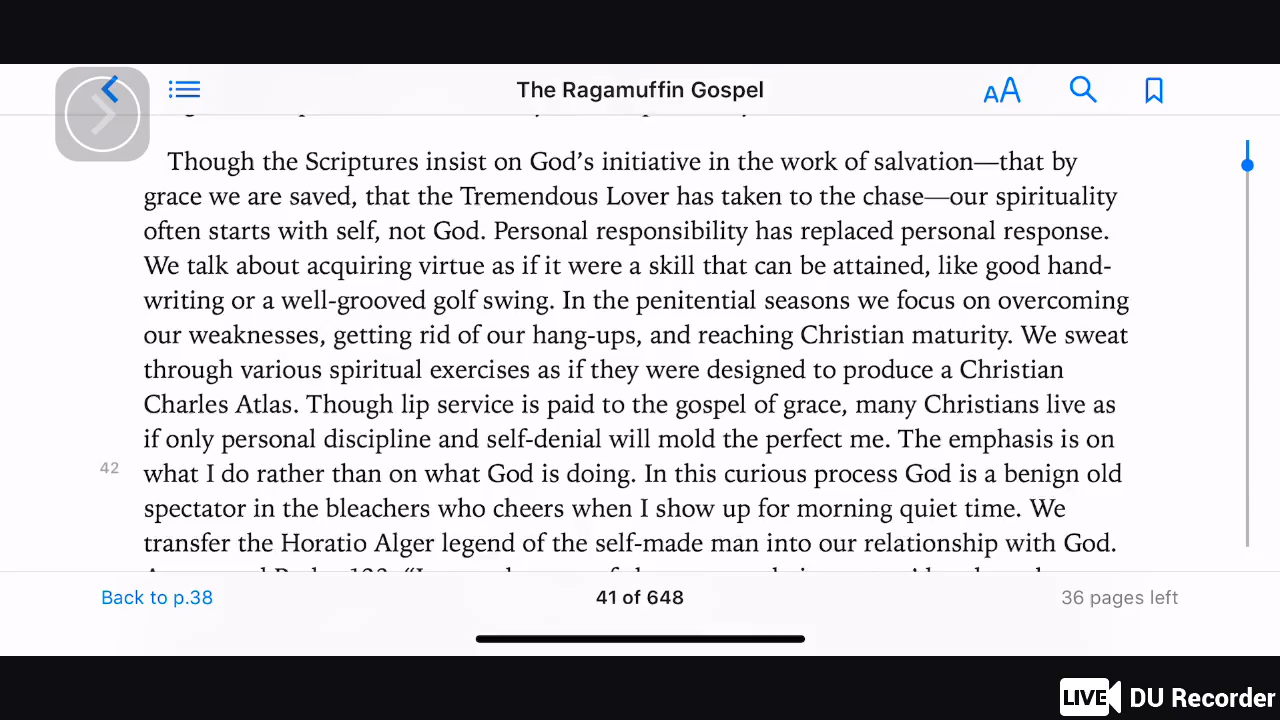 The Ragamuffin Gospel
AA
Though the Scriptures insist on God’s initiative in the work of salvation—that by
grace we are saved, that the Tremendous Lover has taken to the chase—our spirituality
often starts with self, not God. Personal responsibility has replaced personal response.
We talk about acquiring virtue as if it were a skill that can be attained, like good hand-
writing or a well-grooved golf swing. In the penitential seasons we focus on overcoming
our weaknesses, getting rid of our hang-ups, and reaching Christian maturity. We sweat
through various spiritual exercises as if they were designed to produce a Christian
Charles Atlas. Though lip service is paid to the gospel of grace, many Christians live as
if only personal discipline and self-denial will mold the perfect me. The emphasis is on
42 what I do rather than on what God is doing. In this curious process God is a benign old
spectator in the bleachers who cheers when I show up for morning quiet time. We
transfer the Horatio Alger legend of the self-made man into our relationship with God.
Back to p.38
41 of 648
36 pages left
LIVE DU Recorder